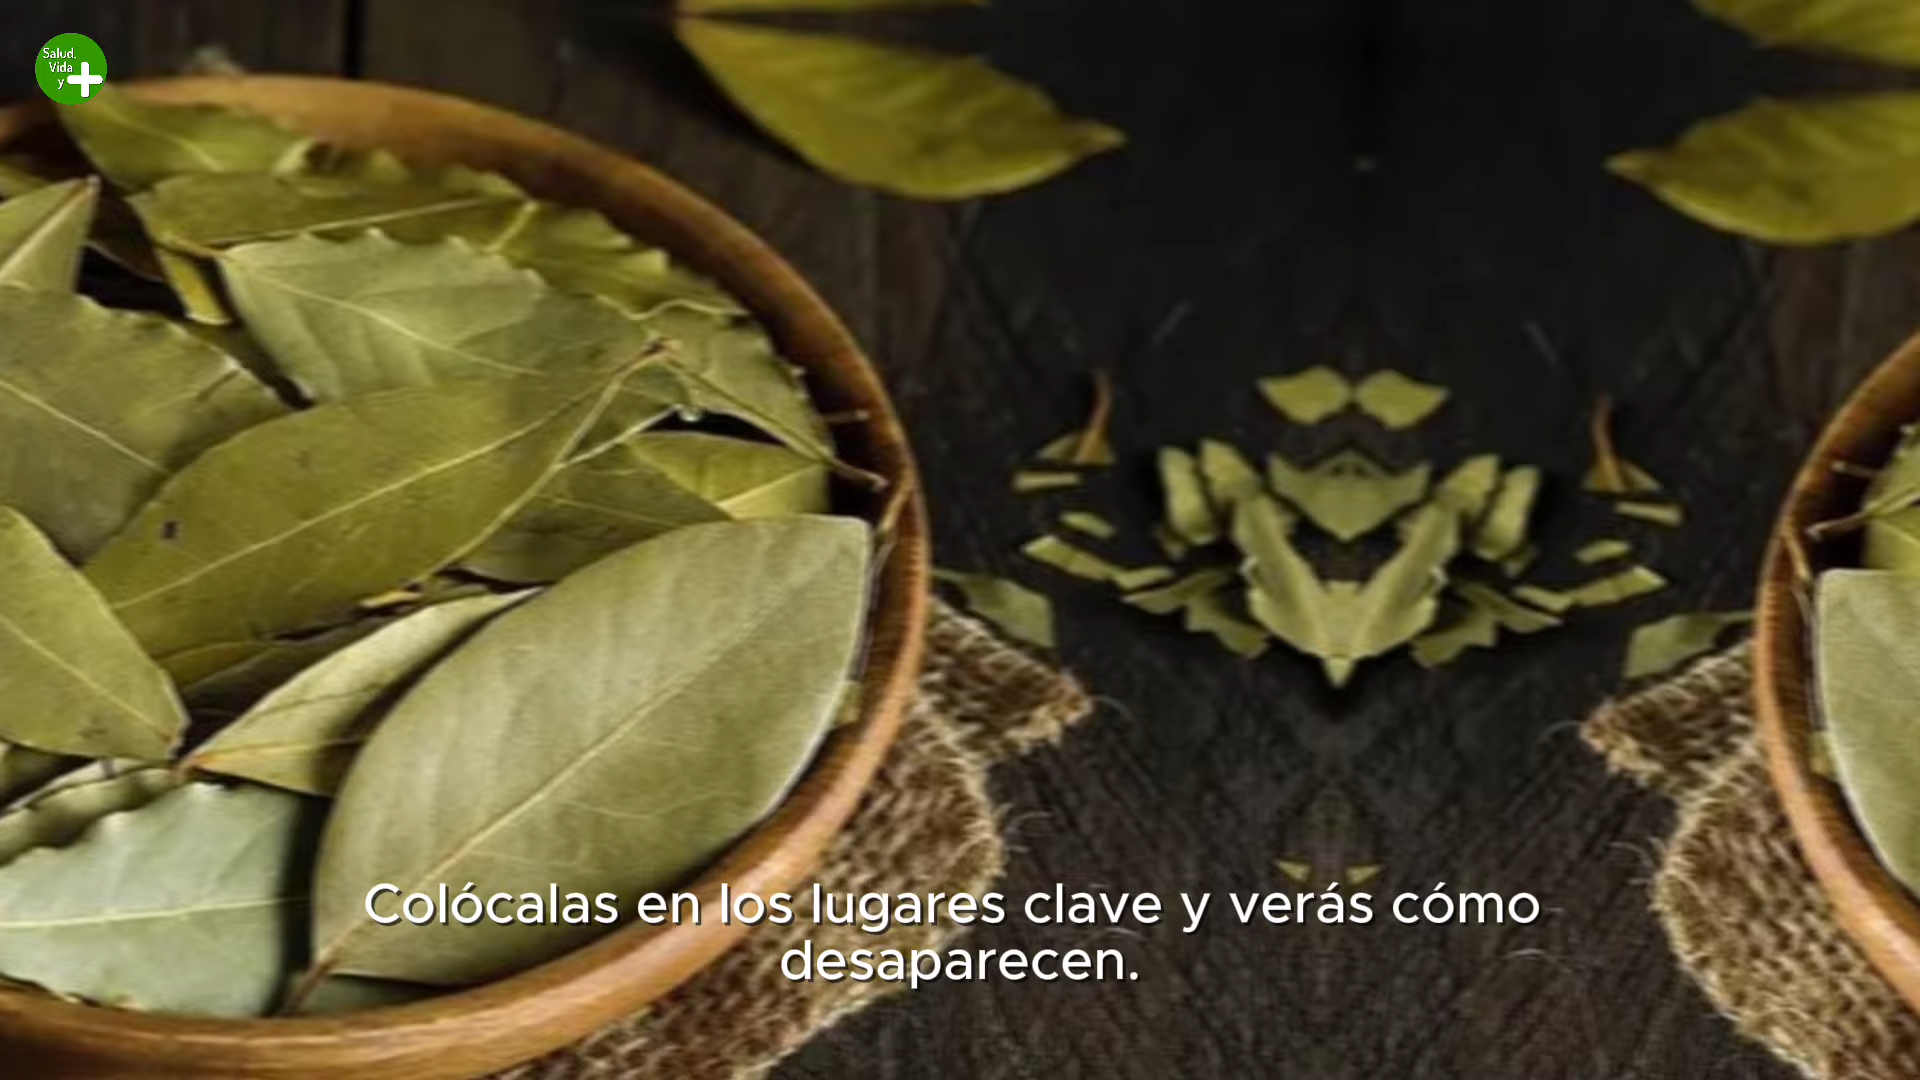 Salud,
Vida
y
Colócalas en los lugares clave y verás cómo
desaparecen.